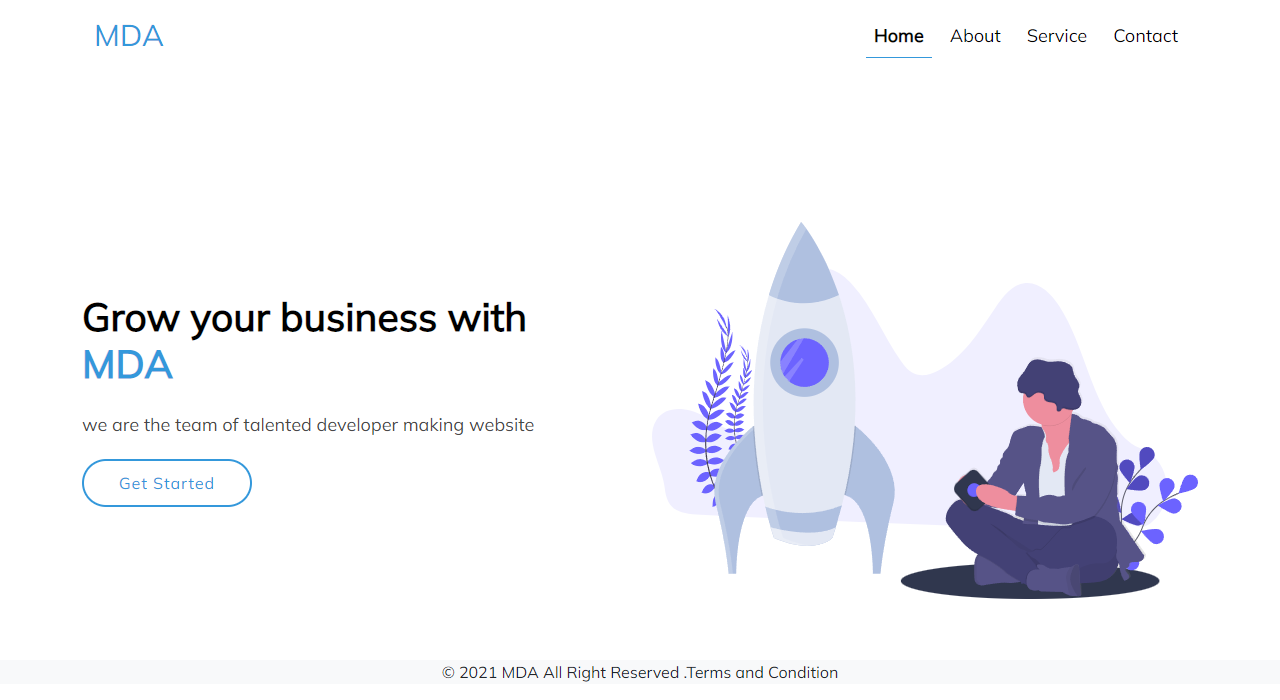 MDA
Home About Service Contact
Grow your business with
MDA
we are the team of talented developer making website
Get Started
© 2021 MDA All Right Reserved .Terms and Condition